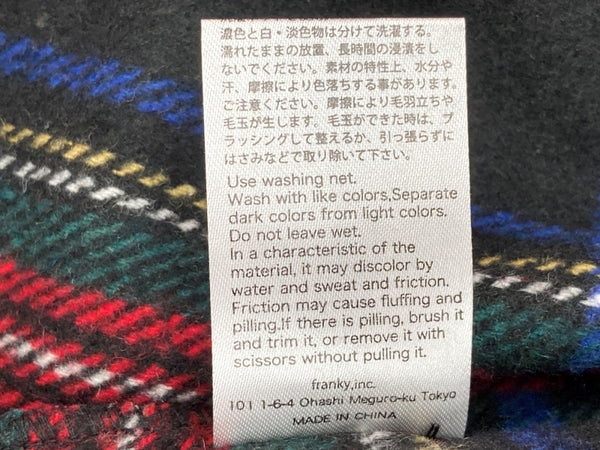 濃色と白・淡色物は分けて洗濯する。
濡れたままの放置、長時間の浸漬をし
ないでください。素材の特性上、水分や
汗、摩擦により色落ちする事があります。
ご注意ください。摩擦により毛羽立ちや
毛玉が生じます。毛玉ができた時は、ブ
ラッシングして整えるか、引っ張らずに
はさみなどで取り除いて下さい。
Use washing net.
Wash with like colors,Separate
dark colors from light colors.
Do not leave wet.
In a characteristic of the
material, it may discolor by
water and sweat and friction.
Friction may cause fluffing and
pilling.If there is pilling, brush it
and trim it, or remove it with
scissors without pulling it.
franky,inc.
101 1-6-4 Ohashi Meguro-ku Tokyo
MADE IN CHINA